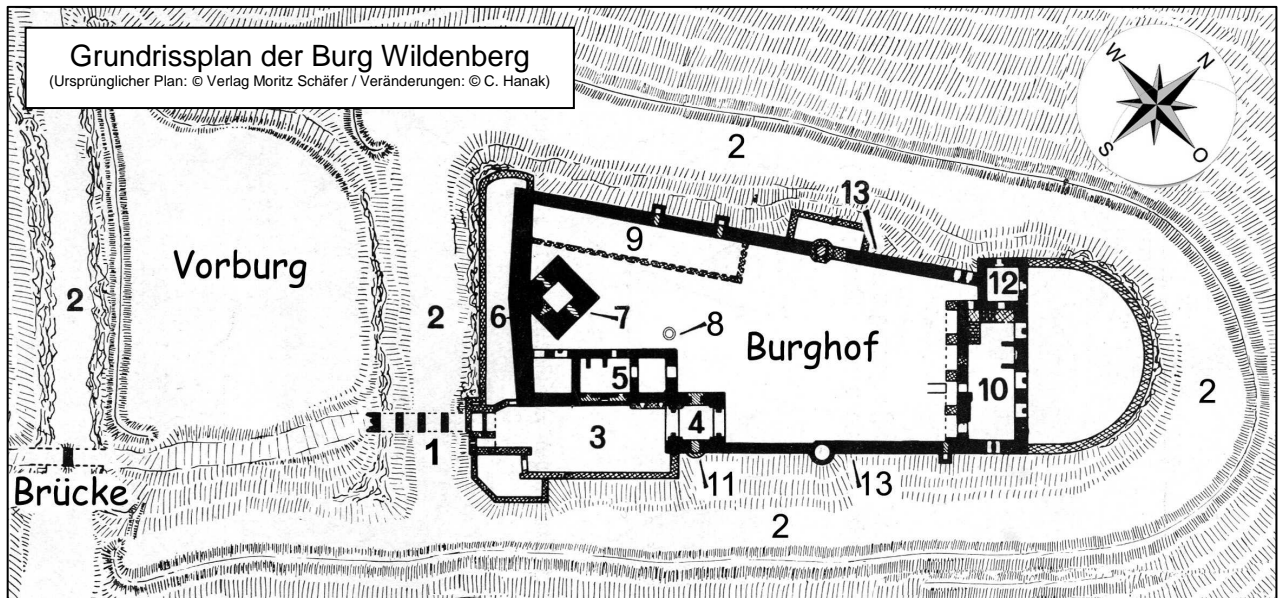 Grundrissplan der Burg Wildenberg
(Ursprünglicher Plan: © Verlag Moritz Schäfer / Veränderungen: © C. Hanak)
W
N
S
O
2
13
9
Vorburg
12
2
2
6
7
8
Burghof
5
10
2
4
3
1
Brücke
11
13
2